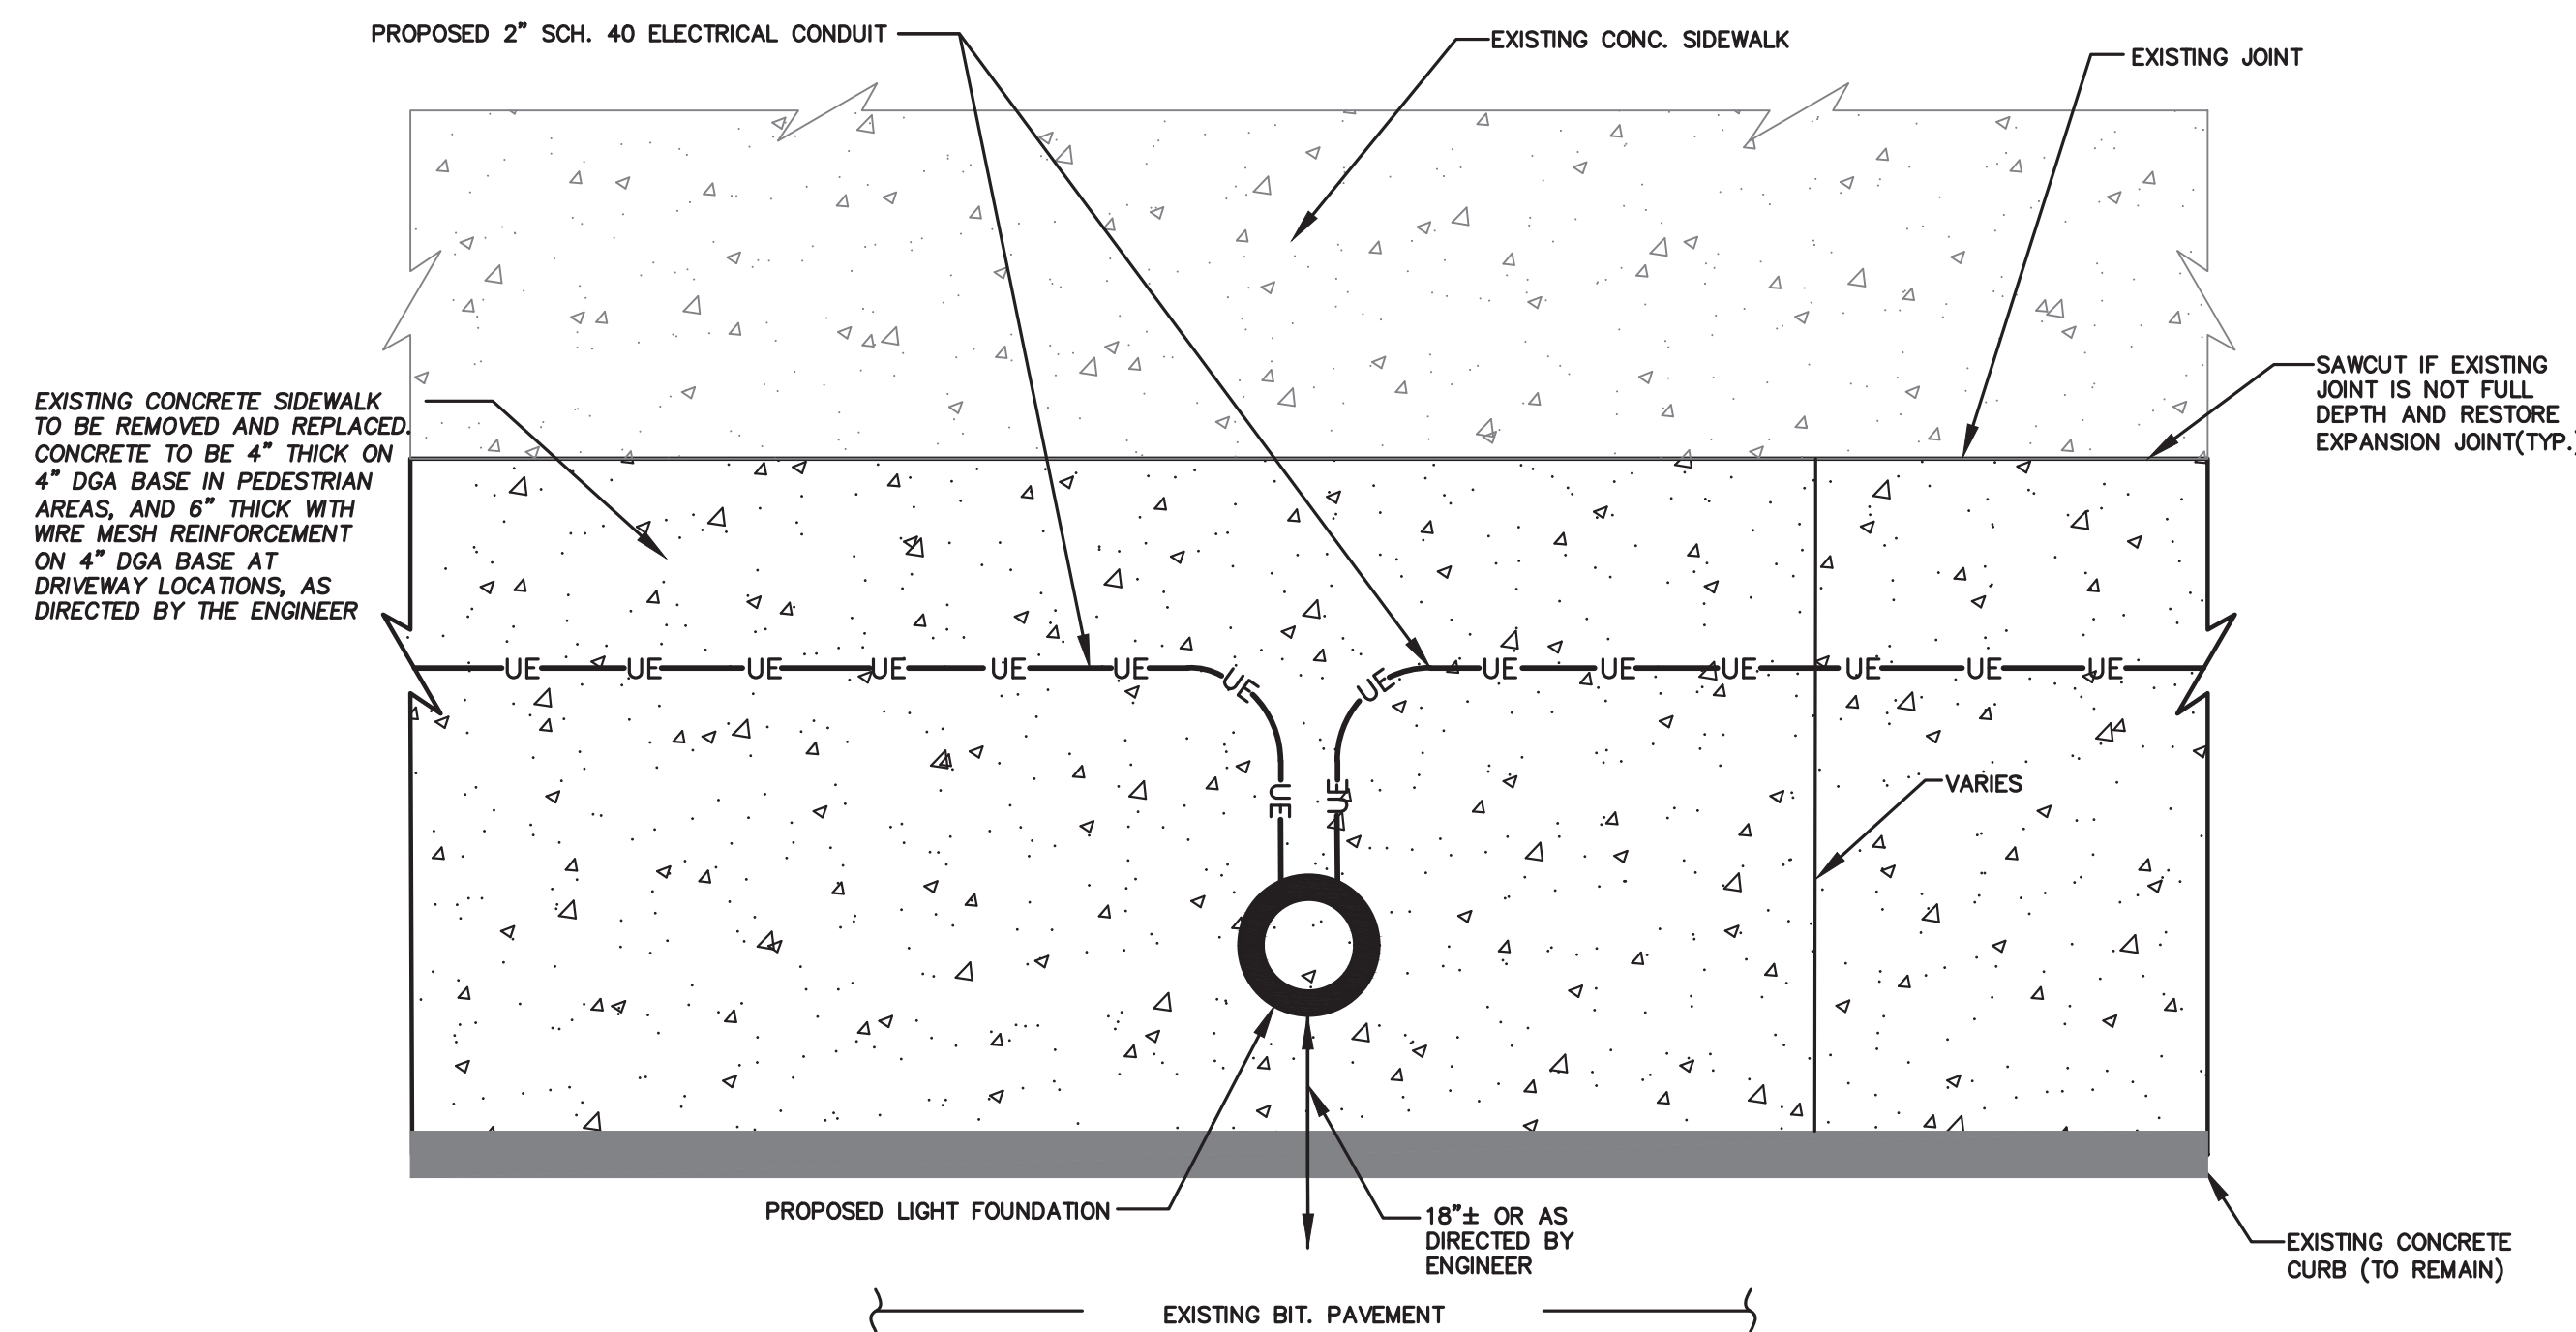 PROPOSED 2" SCH. 40 ELECTRICAL CONDUIT
EXISTING CONC. SIDEWALK
EXISTING JOINT
SAWCUT IF EXISTING
JOINT IS NOT FULL
DEPTH AND RESTORE
EXPANSION JOINT(TYP.)
EXISTING CONCRETE SIDEWALK
TO BE REMOVED AND REPLACED.
CONCRETE TO BE 4" THICK ON
4" DGA BASE IN PEDESTRIAN
AREAS, AND 6" THICK WITH
WIRE MESH REINFORCEMENT
ON 4" DGA BASE AT
DRIVEWAY LOCATIONS, AS
DIRECTED BY THE ENGINEER
UE UE UE UE UE UE UE UE UE UE UE UE UE UE
UE UE
VARIES
PROPOSED LIGHT FOUNDATION
18"± OR AS
DIRECTED BY
ENGINEER
EXISTING CONCRETE
CURB (TO REMAIN)
EXISTING BIT. PAVEMENT